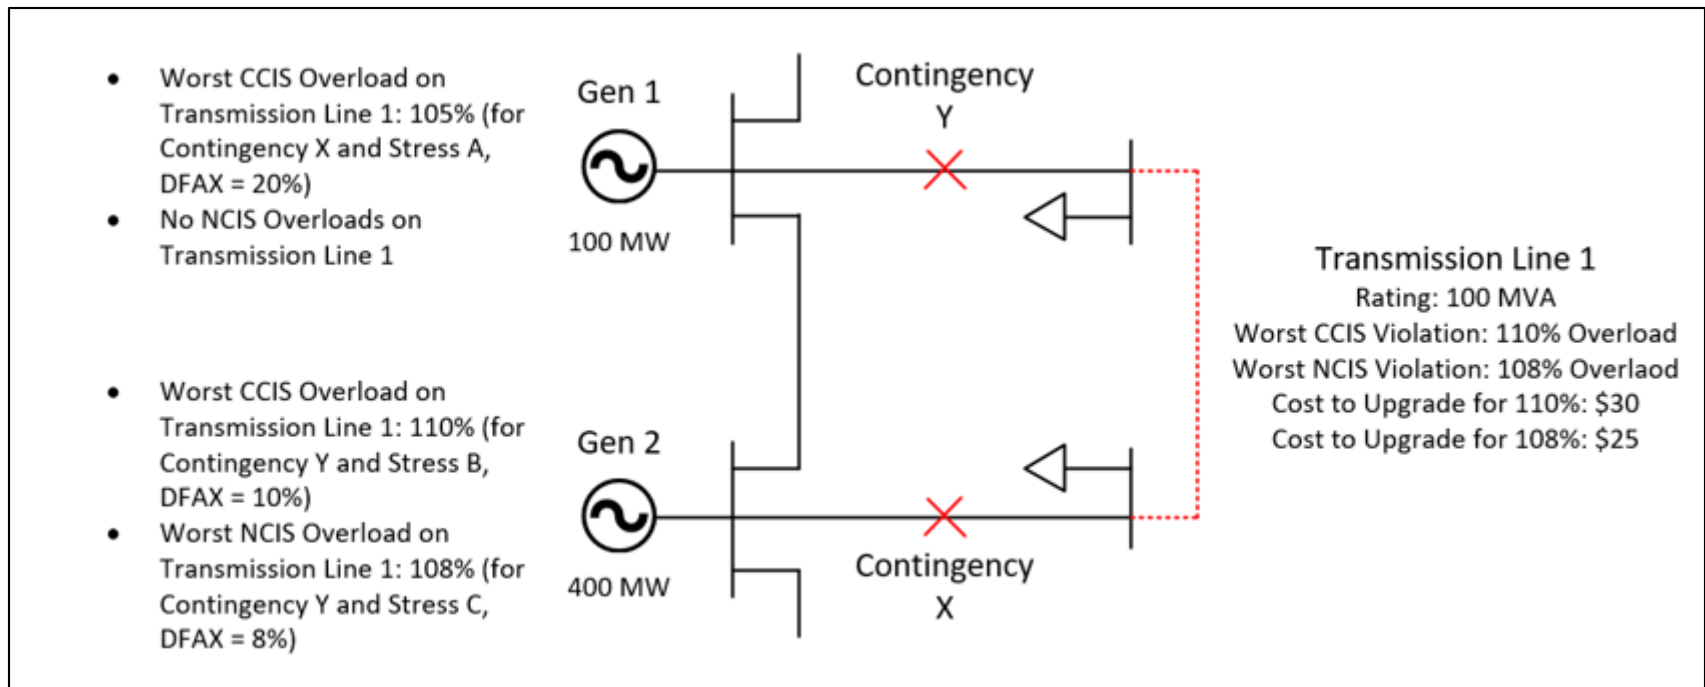 • Worst CCIS Overload on
Transmission Line 1: 105% (for
Contingency X and Stress A,
DFAX = 20%)
• No NCIS Overloads on
Transmission Line 1
• Worst CCIS Overload on
Transmission Line 1: 110% (for
Contingency Y and Stress B,
DFAX = 10%)
• Worst NCIS Overload on
Transmission Line 1: 108% (for
Contingency Y and Stress C,
DFAX = 8%)
Gen 1
100 MW
Gen 2
400 MW
Contingency
Y
Contingency
X
Transmission Line 1
Rating: 100 MVA
Worst CCIS Violation: 110% Overload
Worst NCIS Violation: 108% Overlaod
Cost to Upgrade for 110%: $30
Cost to Upgrade for 108%: $25